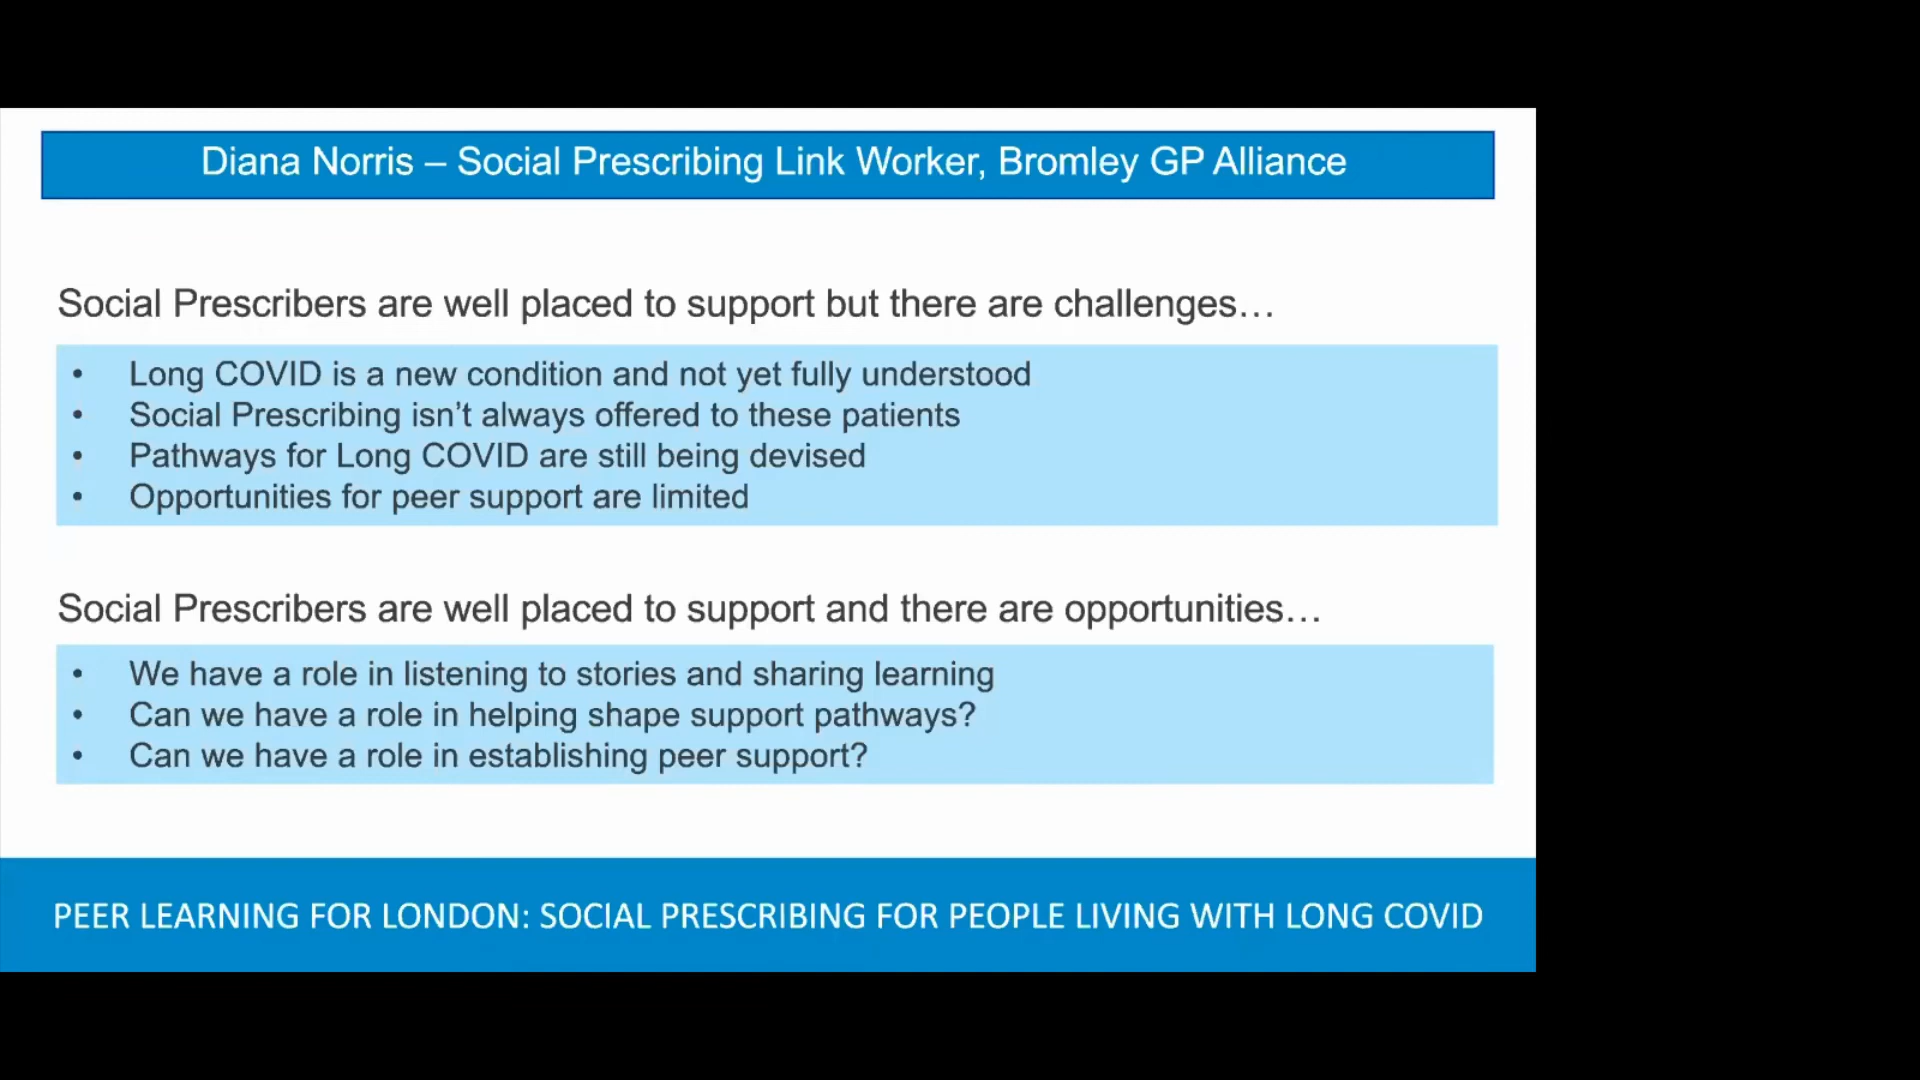 Diana Norris – Social Prescribing Link Worker, Bromley GP Alliance
Social Prescribers are well placed to support but there are challenges…
• Long COVID is a new condition and not yet fully understood
• Social Prescribing isn’t always offered to these patients
• Pathways for Long COVID are still being devised
• Opportunities for peer support are limited
Social Prescribers are well placed to support and there are opportunities…
• We have a role in listening to stories and sharing learning
• Can we have a role in helping shape support pathways?
• Can we have a role in establishing peer support?
PEER LEARNING FOR LONDON: SOCIAL PRESCRIBING FOR PEOPLE LIVING WITH LONG COVID